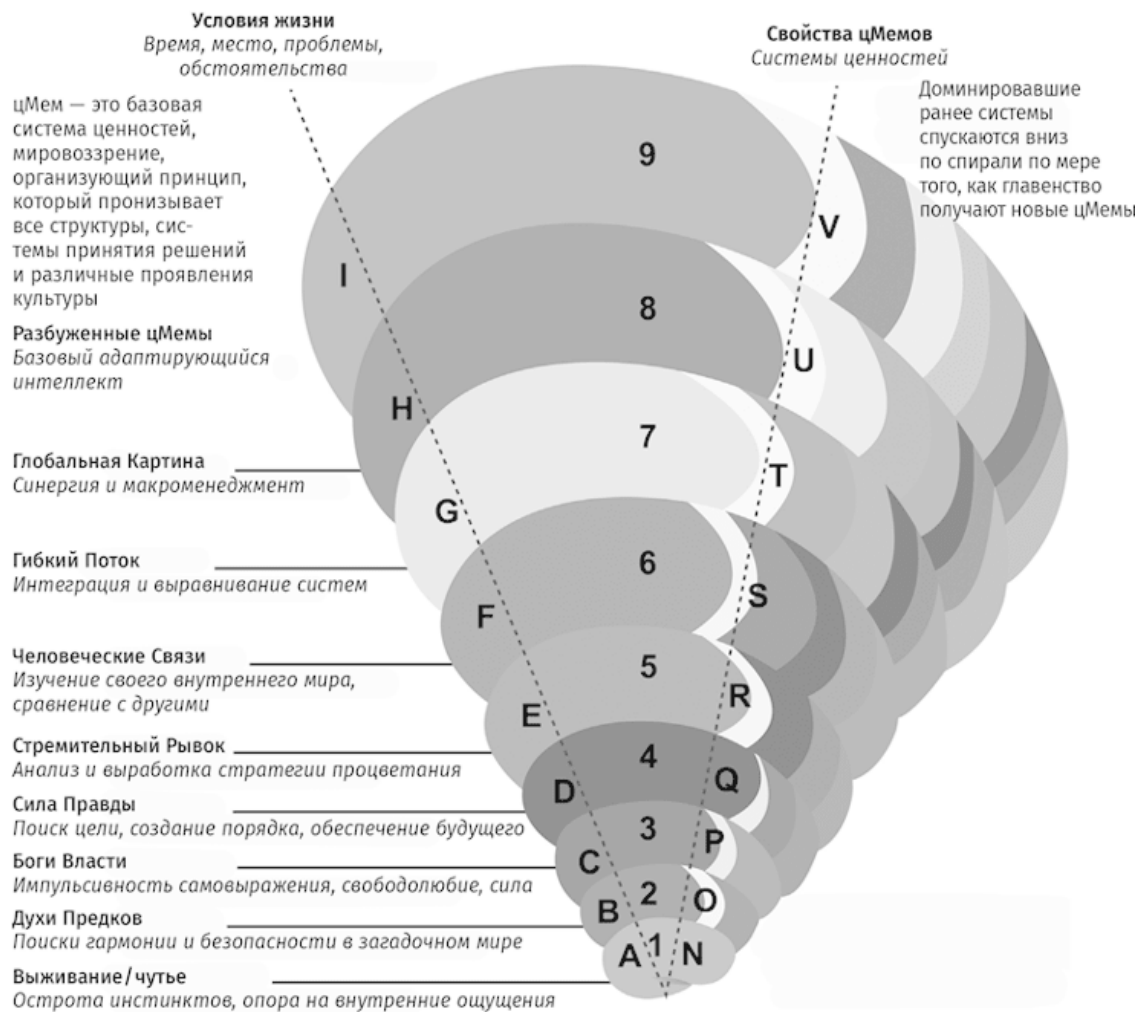 Условия жизни
Время, место, проблемы,
обстоятельства
Свойства цМемов
Системы ценностей
цМем — это базовая
система ценностей,
мировоззрение,
организующий принцип,
который пронизывает
все структуры, сис-
темы принятия решений
и различные проявления
культуры
Доминировавшие
ранее системы
спускаются вниз
по спирали по мере
того, как главенство
получают новые цМемы
Разбуженные цМемы
Базовый адаптирующийся
интеллект
Глобальная Картина
Синергия и макроменеджмент
Гибкий Поток
Интеграция и выравнивание систем
Человеческие Связи
Изучение своего внутреннего мира,
сравнение с другими
Стремительный Рывок
Анализ и выработка стратегии процветания
Сила Правды
Поиск цели, создание порядка, обеспечение будущего
Боги Власти
Импульсивность самовыражения, свободолюбие, сила
Духи Предков
Поиски гармонии и безопасности в загадочном мире
Выживание/чутье
Острота инстинктов, опора на внутренние ощущения
9
I
V
8
H
U
7
G
T
6
F
S
5
E
R
4
D
Q
3
C
P
2
B
O
1
A
N